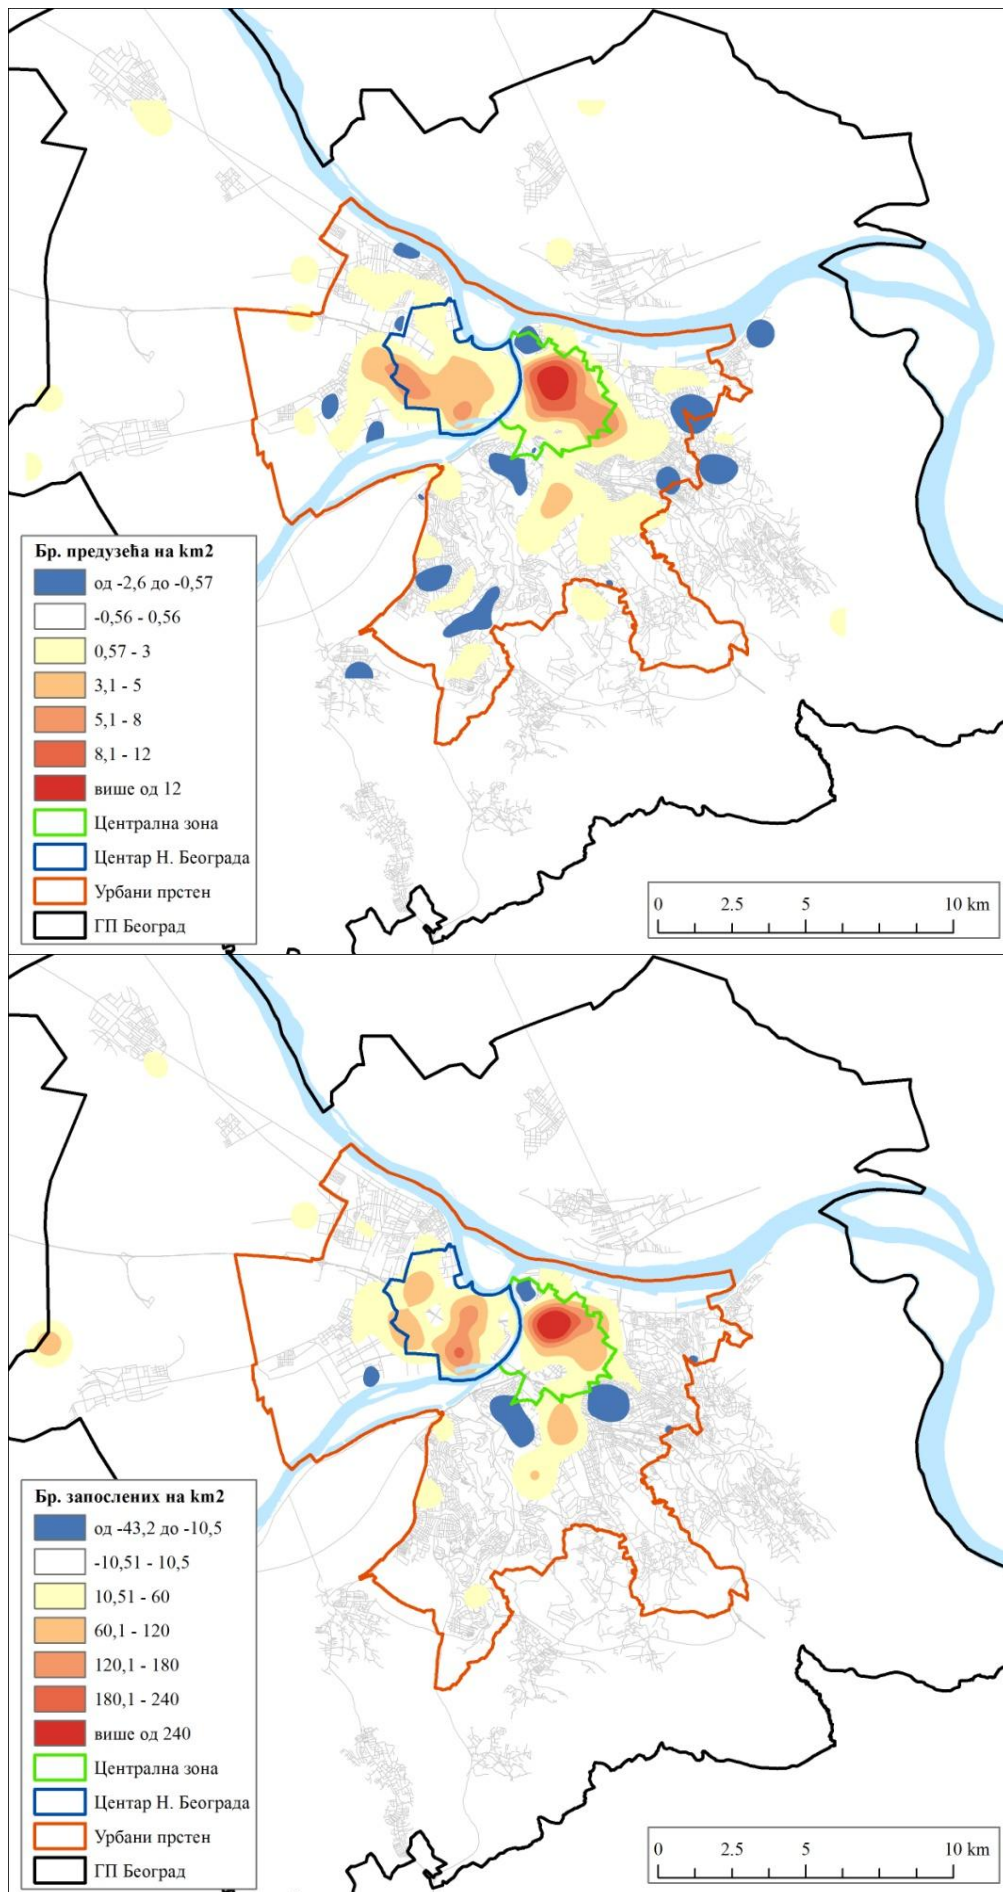 Бр. предузећа на km2
од -2,6 до -0,57
-0,56 - 0,56
0,57 - 3
3,1 - 5
5,1 - 8
8,1 - 12
више од 12
Централна зона
Центар Н. Београда
Урбани прстен
ГП Београд
0 2.5 5 10 km
Бр. запослених на km2
од -43,2 до -10,5
-10,51 - 10,5
10,51 - 60
60,1 - 120
120,1 - 180
180,1 - 240
више од 240
Централна зона
Центар Н. Београда
Урбани прстен
ГП Београд
0 2.5 5 10 km